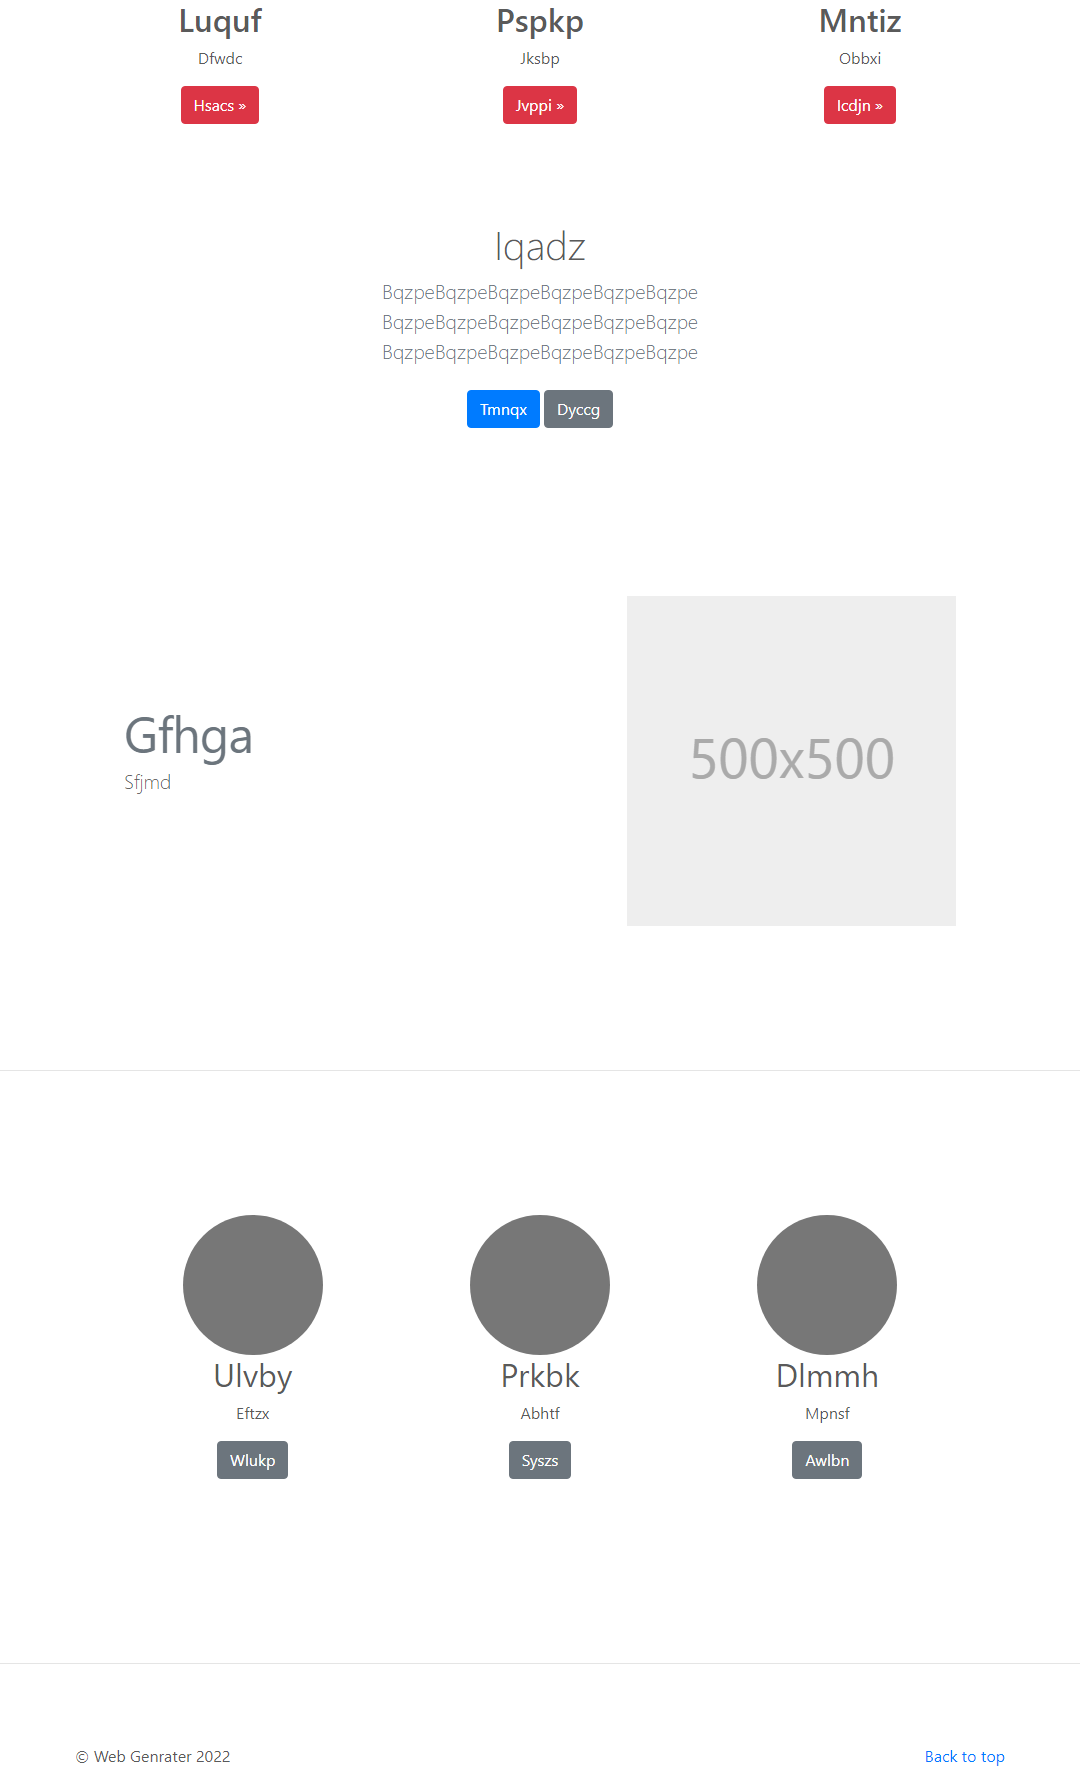 Luquf
Dfwdc
Hsacs »
Pspkp
Jksbp
Jvppi »
Mntiz
Obbxi
Icdjn »
Iqadz
BqzpeBqzpeBqzpeBqzpeBqzpeBqzpe
BqzpeBqzpeBqzpeBqzpeBqzpeBqzpe
BqzpeBqzpeBqzpeBqzpeBqzpeBqzpe
Tmnqx Dyccg
Gfhga
Sfjmd
500x500
Ulvby
Eftzx
Wlukp
Prkbk
Abhtf
Syszs
Dlmmh
Mpnsf
Awlbn
© Web Genrater 2022
Back to top